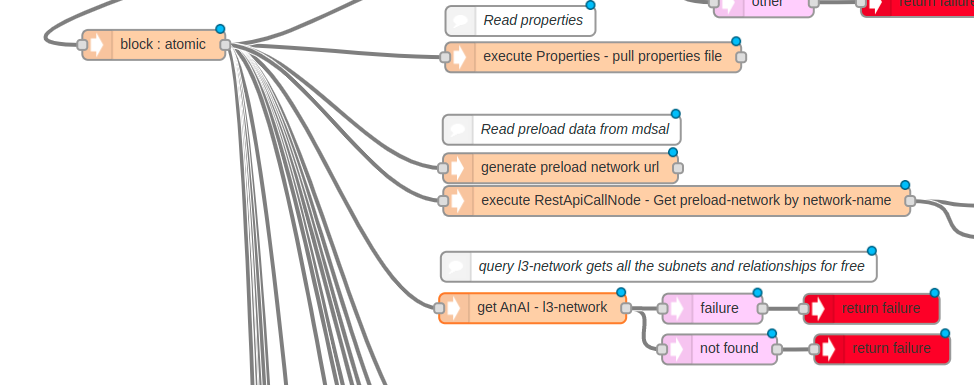 other
return failure
Read properties
block : atomic
execute Properties - pull properties file
Read preload data from mdsal
generate preload network url
execute RestApiCallNode - Get preload-network by network-name
query l3-network gets all the subnets and relationships for free
get AnAI - l3-network
failure
return failure
not found
return failure